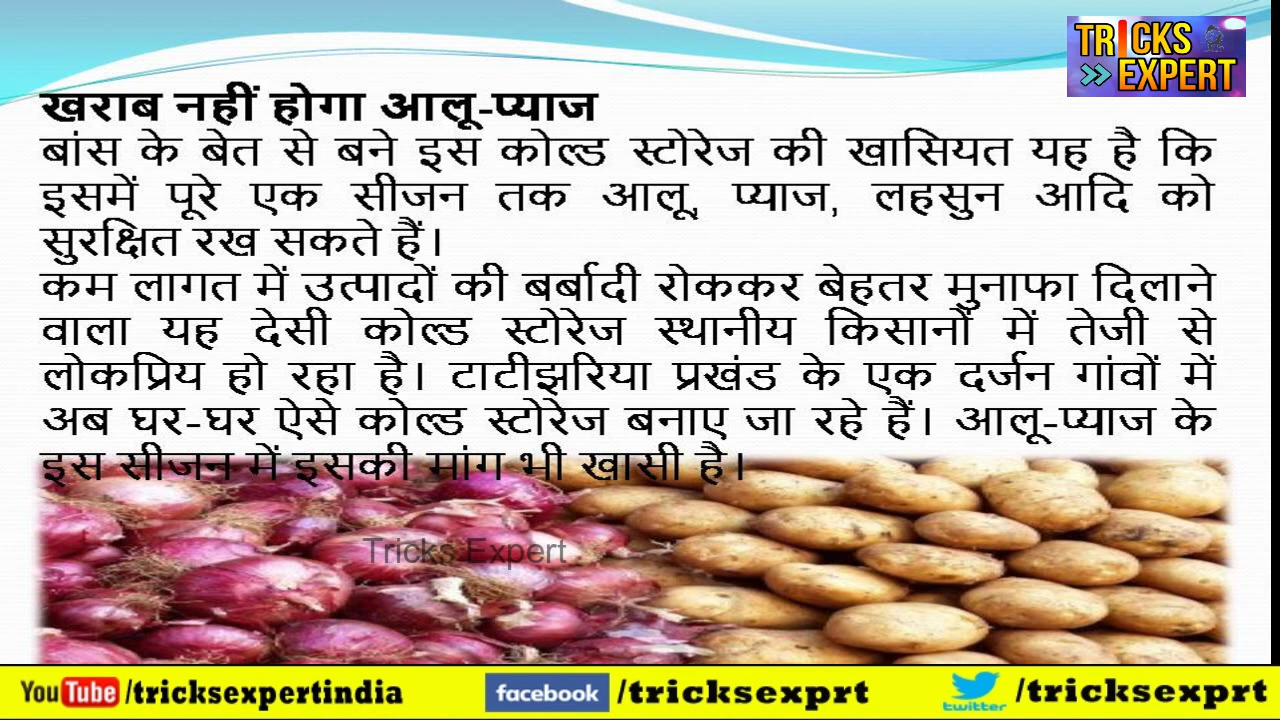 TRICKS
>> EXPERT
खराब नहीं होगा आलू-प्याज
बांस के बेत से बने इस कोल्ड स्टोरेज की खासियत यह है कि
इसमें पूरे एक सीजन तक आलू, प्याज, लहसुन आदि को
सुरक्षित रख सकते हैं।
कम लागत में उत्पादों की बर्बादी रोककर बेहतर मुनाफा दिलाने
वाला यह देसी कोल्ड स्टोरेज स्थानीय किसानों में तेजी से
लोकप्रिय हो रहा है। टाटीझरिया प्रखंड के एक दर्जन गांवों में
अब घर-घर ऐसे कोल्ड स्टोरेज बनाए जा रहे हैं। आलू-प्याज के
इस सीजन में इसकी मांग भी खासी है।
Tricks Expert
YouTube /tricksexpertindia facebook /tricksexprt twitter /tricksexprt